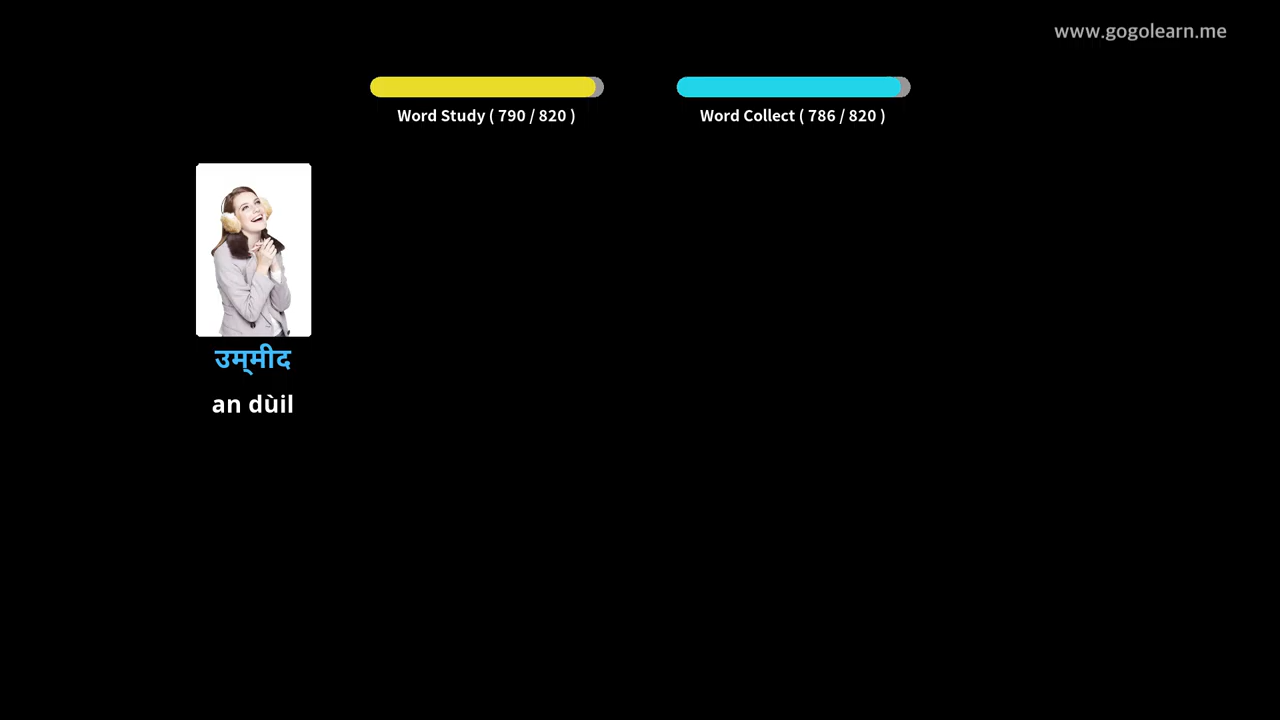 www.gogolearn.me
Word Study ( 790 / 820 )
Word Collect ( 786 / 820 )
उम्मीद
an dùil